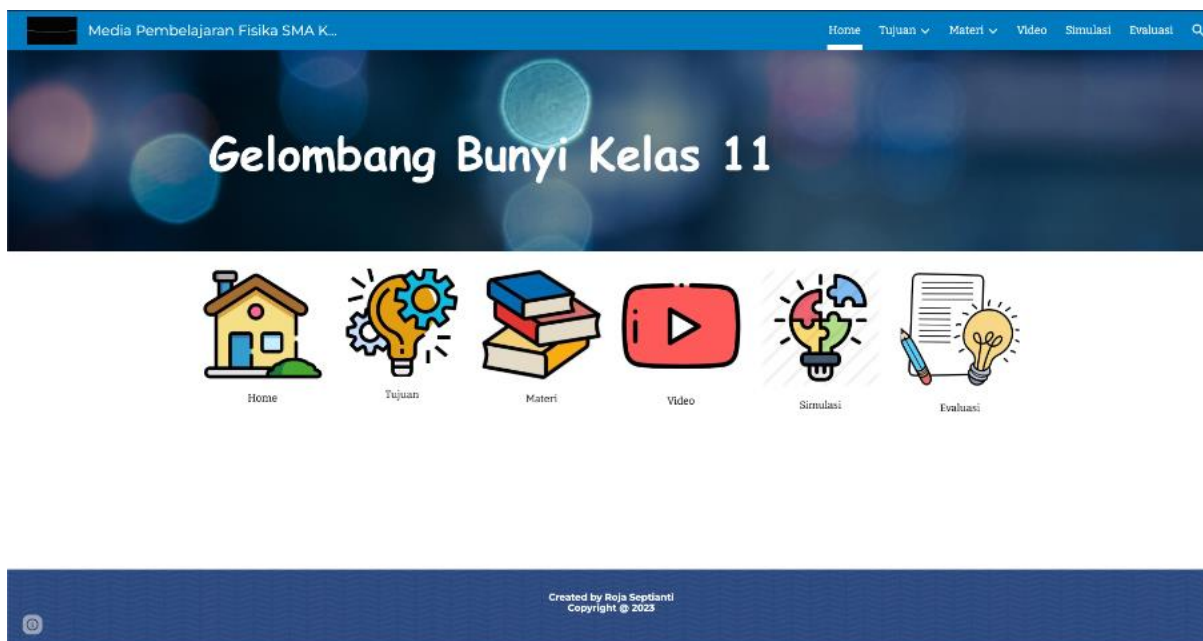 Media Pembelajaran Fisika SMA K...
Home Tujuan Materi Video Simulasi Evaluasi
Gelombang Bunyi Kelas 11
Home
Tujuan
Materi
Video
Simulasi
Evaluasi
Created by Roja Septianti
Copyright @ 2023